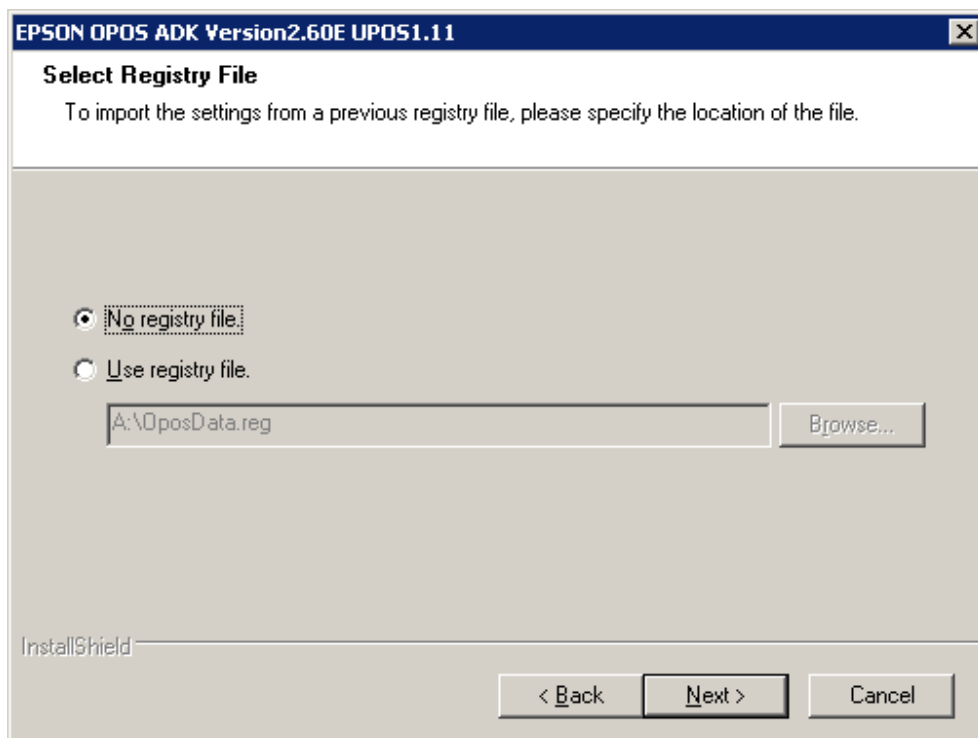 EPSON OPOS ADK Version2.60E UPOS1.11
Select Registry File
To import the settings from a previous registry file, please specify the location of the file.
No registry file.
Use registry file.
A:\OposData.reg
Browse...
InstallShield
< Back
Next >
Cancel